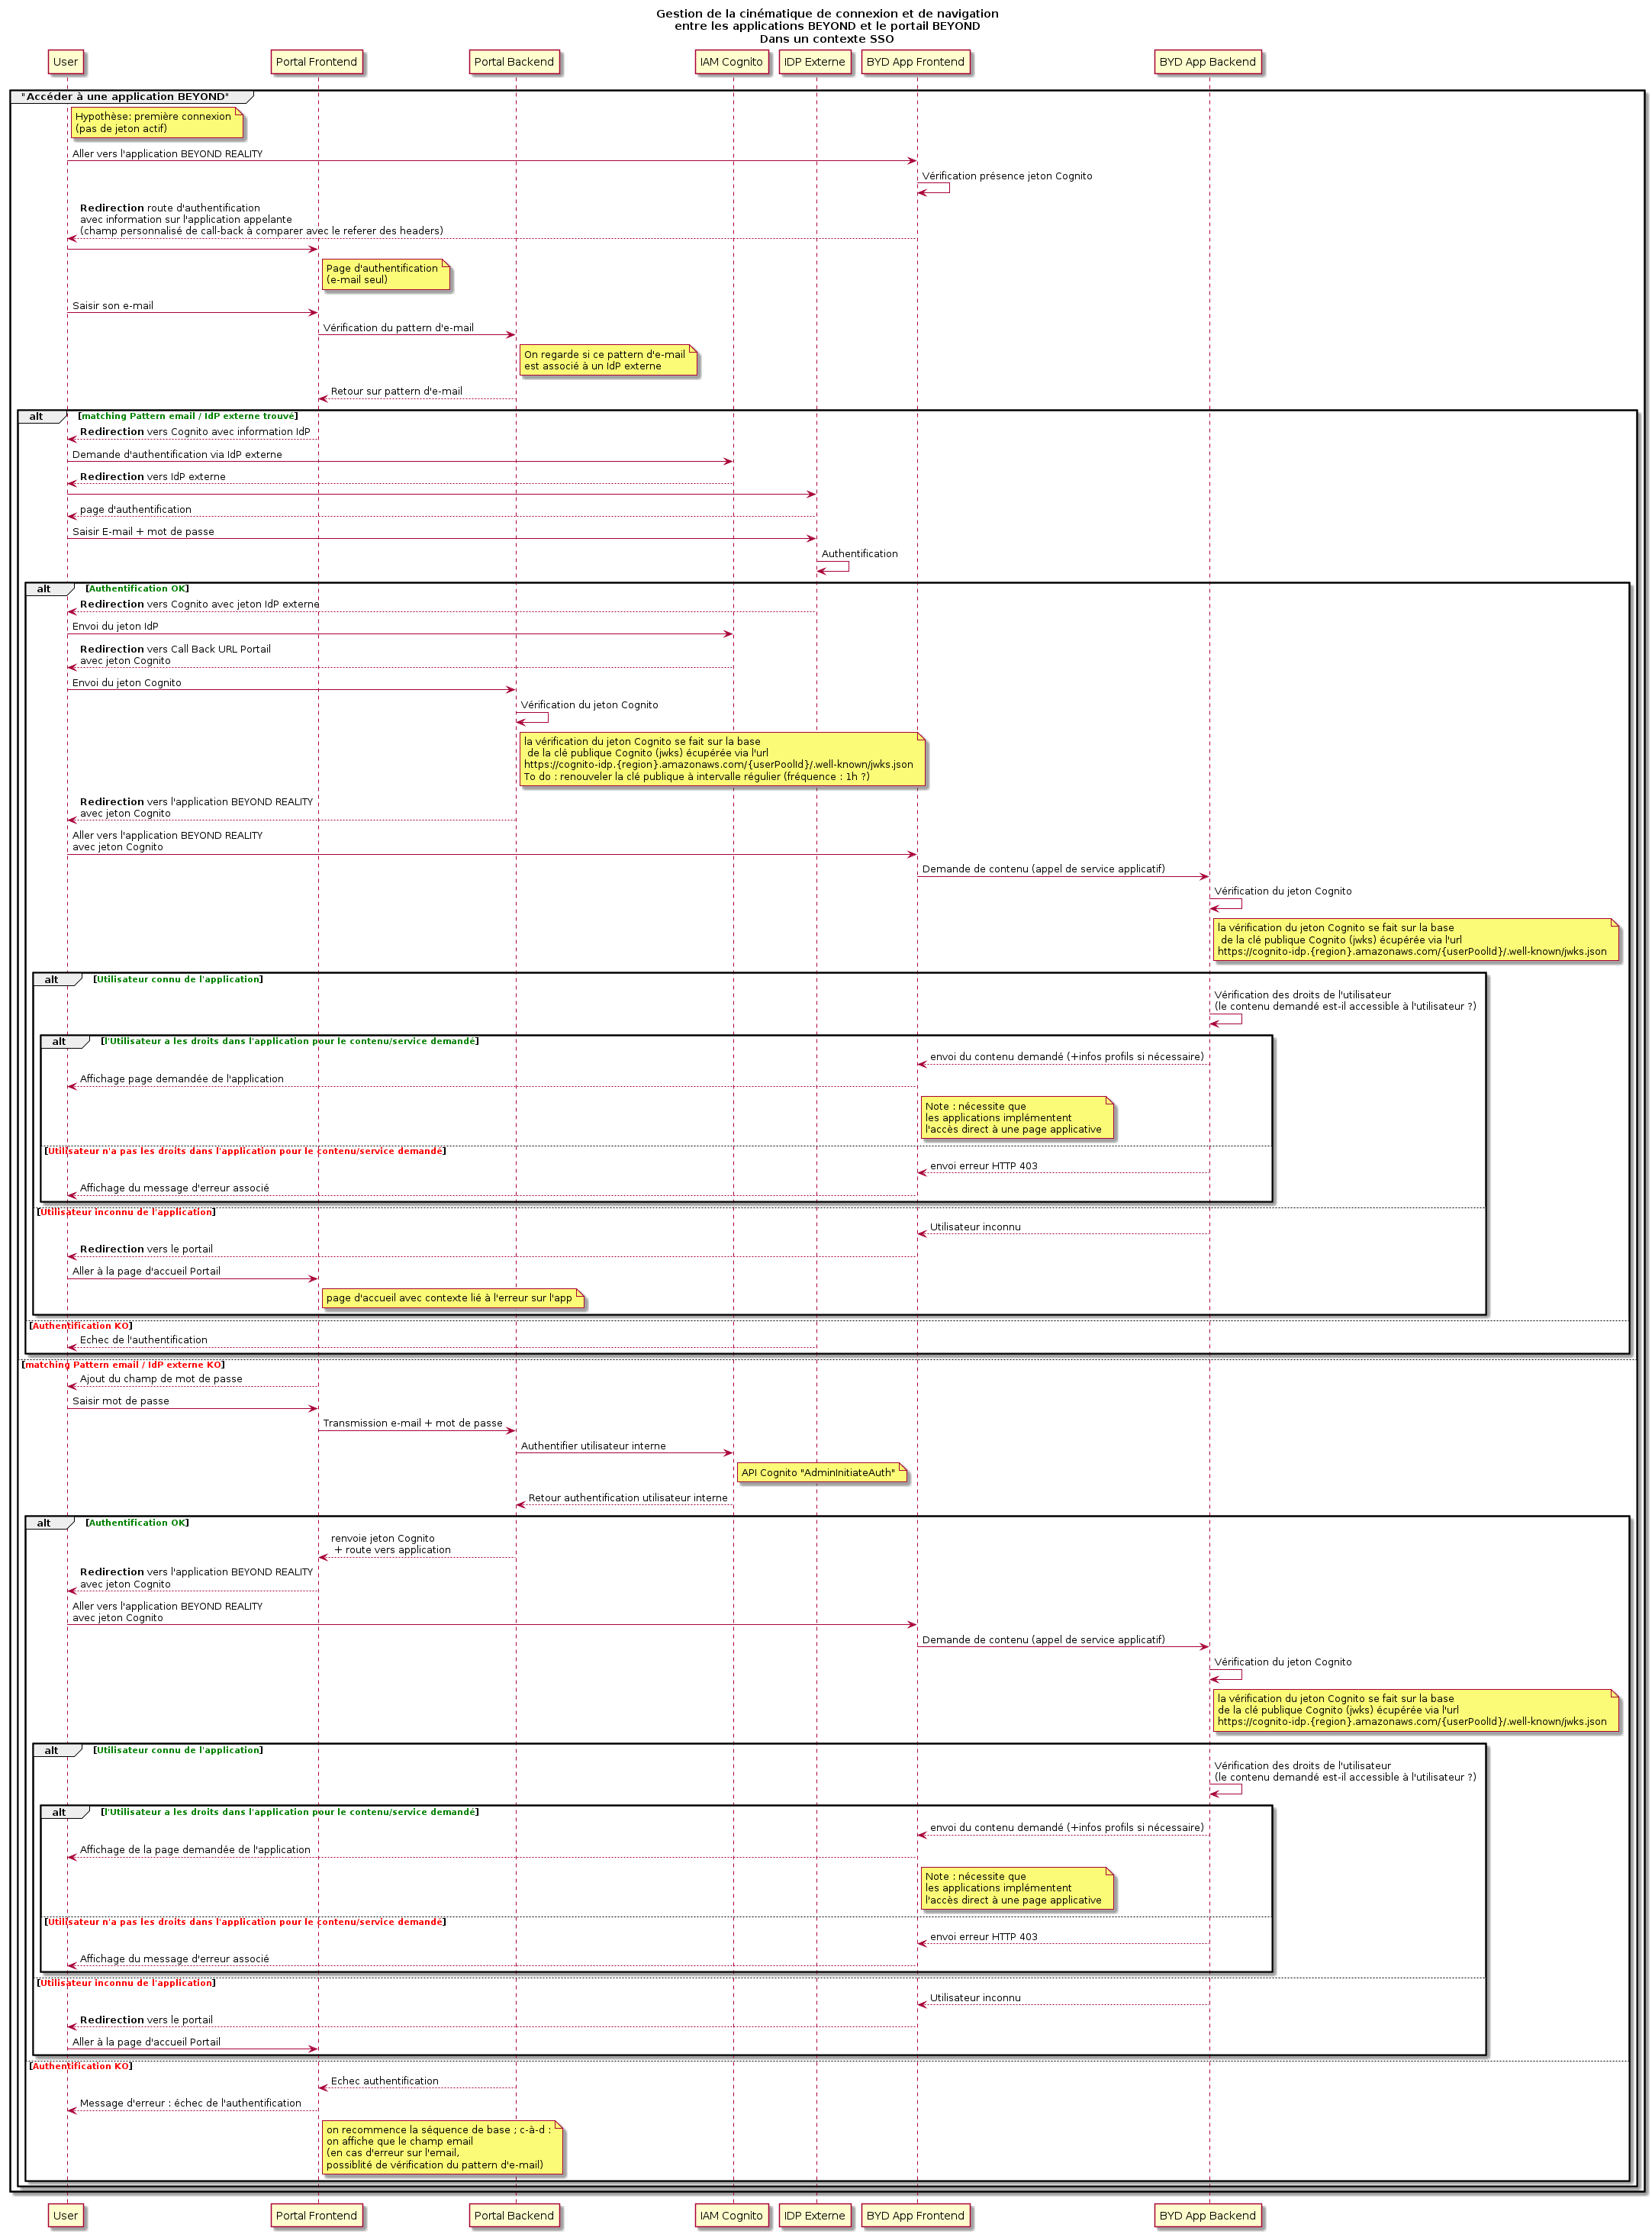 Gestion de la cinématique de connexion et de navigation
entre les applications BEYOND et le portail BEYOND
Dans un contexte SSO
User
Portal Frontend
Portal Backend
IAM Cognito
IDP Externe
BYD App Frontend
BYD App Backend
"Accéder à une application BEYOND"
Hypothèse: première connexion
(pas de jeton actif)
Aller vers l'application BEYOND REALITY
Vérification présence jeton Cognito
Redirection route d'authentification
avec information sur l'application appelante
(champ personnalisé de call-back à comparer avec le referer des headers)
Page d'authentification
(e-mail seul)
Saisir son e-mail
Vérification du pattern d'e-mail
On regarde si ce pattern d'e-mail
est associé à un IdP externe
Retour sur pattern d'e-mail
alt [matching Pattern email / IdP externe trouvé]
Redirection vers Cognito avec information IdP
Demande d'authentification via IdP externe
Redirection vers IdP externe
page d'authentification
Saisir E-mail + mot de passe
Authentification
alt [Authentification OK]
Redirection vers Cognito avec jeton IdP externe
Envoi du jeton IdP
Redirection vers Call Back URL Portail
avec jeton Cognito
Envoi du jeton Cognito
Vérification du jeton Cognito
la vérification du jeton Cognito se fait sur la base
de la clé publique Cognito (jwks) écupérée via l'url
https://cognito-idp.{region}.amazonaws.com/{userPoolId}/.well-known/jwks.json
To do : renouveler la clé publique à intervalle régulier (fréquence : 1h ?)
Redirection vers l'application BEYOND REALITY
avec jeton Cognito
Aller vers l'application BEYOND REALITY
avec jeton Cognito
Demande de contenu (appel de service applicatif)
Vérification du jeton Cognito
la vérification du jeton Cognito se fait sur la base
de la clé publique Cognito (jwks) écupérée via l'url
https://cognito-idp.{region}.amazonaws.com/{userPoolId}/.well-known/jwks.json
alt [Utilisateur connu de l'application]
Vérification des droits de l'utilisateur
(le contenu demandé est-il accessible à l'utilisateur ?)
alt [l'Utilisateur a les droits dans l'application pour le contenu/service demandé]
envoi du contenu demandé (+infos profils si nécessaire)
Affichage page demandée de l'application
Note : nécessite que
les applications implémentent
l'accès direct à une page applicative
[Utilisateur n'a pas les droits dans l'application pour le contenu/service demandé]
envoi erreur HTTP 403
Affichage du message d'erreur associé
[Utilisateur inconnu de l'application]
Utilisateur inconnu
Redirection vers le portail
Aller à la page d'accueil Portail
page d'accueil avec contexte lié à l'erreur sur l'app
[Authentification KO]
Echec de l'authentification
[matching Pattern email / IdP externe KO]
Ajout du champ de mot de passe
Saisir mot de passe
Transmission e-mail + mot de passe
Authentifier utilisateur interne
API Cognito "AdminInitiateAuth"
Retour authentification utilisateur interne
alt [Authentification OK]
renvoie jeton Cognito
+ route vers application
Redirection vers l'application BEYOND REALITY
avec jeton Cognito
Aller vers l'application BEYOND REALITY
avec jeton Cognito
Demande de contenu (appel de service applicatif)
Vérification du jeton Cognito
la vérification du jeton Cognito se fait sur la base
de la clé publique Cognito (jwks) écupérée via l'url
https://cognito-idp.{region}.amazonaws.com/{userPoolId}/.well-known/jwks.json
alt [Utilisateur connu de l'application]
Vérification des droits de l'utilisateur
(le contenu demandé est-il accessible à l'utilisateur ?)
alt [l'Utilisateur a les droits dans l'application pour le contenu/service demandé]
envoi du contenu demandé (+infos profils si nécessaire)
Affichage de la page demandée de l'application
Note : nécessite que
les applications implémentent
l'accès direct à une page applicative
[Utilisateur n'a pas les droits dans l'application pour le contenu/service demandé]
envoi erreur HTTP 403
Affichage du message d'erreur associé
[Utilisateur inconnu de l'application]
Utilisateur inconnu
Redirection vers le portail
Aller à la page d'accueil Portail
[Authentification KO]
Echec authentification
Message d'erreur : échec de l'authentification
on recommence la séquence de base ; c-à-d :
on affiche que le champ email
(en cas d'erreur sur l'email,
possiblité de vérification du pattern d'e-mail)
User
Portal Frontend
Portal Backend
IAM Cognito
IDP Externe
BYD App Frontend
BYD App Backend